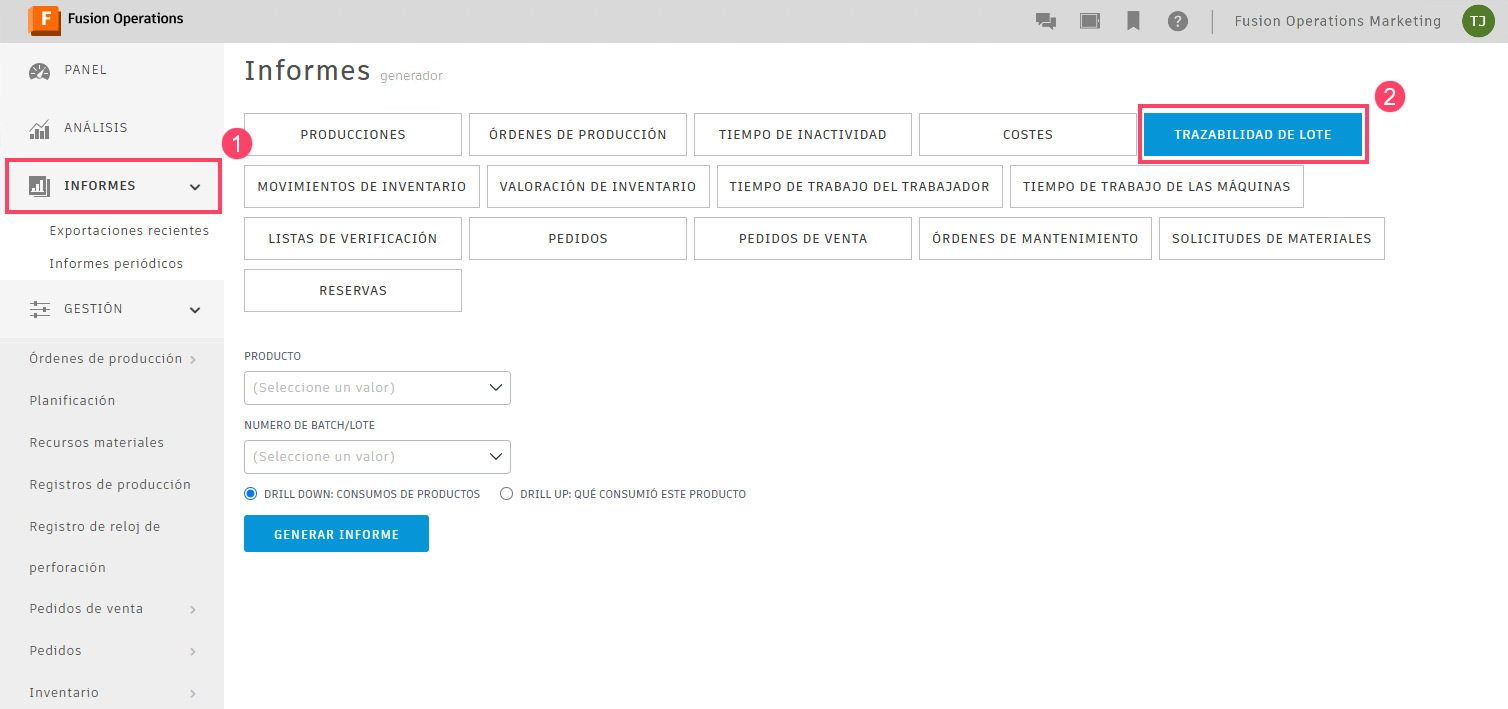 F Fusion Operations
? Fusion Operations Marketing TJ
PANEL
ANÁLISIS
INFORMES
Exportaciones recientes
Informes periódicos
GESTIÓN
Órdenes de producción
Planificación
Recursos materiales
Registros de producción
Registro de reloj de
perforación
Pedidos de venta
Pedidos
Inventario
Informes generador
1
2
PRODUCCIONES
ÓRDENES DE PRODUCCIÓN
TIEMPO DE INACTIVIDAD
COSTES
TRAZABILIDAD DE LOTE
MOVIMIENTOS DE INVENTARIO
VALORACIÓN DE INVENTARIO
TIEMPO DE TRABAJO DEL TRABAJADOR
TIEMPO DE TRABAJO DE LAS MÁQUINAS
LISTAS DE VERIFICACIÓN
PEDIDOS
PEDIDOS DE VENTA
ÓRDENES DE MANTENIMIENTO
SOLICITUDES DE MATERIALES
RESERVAS
PRODUCTO
(Seleccione un valor)
NUMERO DE BATCH/LOTE
(Seleccione un valor)
DRILL DOWN: CONSUMOS DE PRODUCTOS
DRILL UP: QUÉ CONSUMIÓ ESTE PRODUCTO
GENERAR INFORME